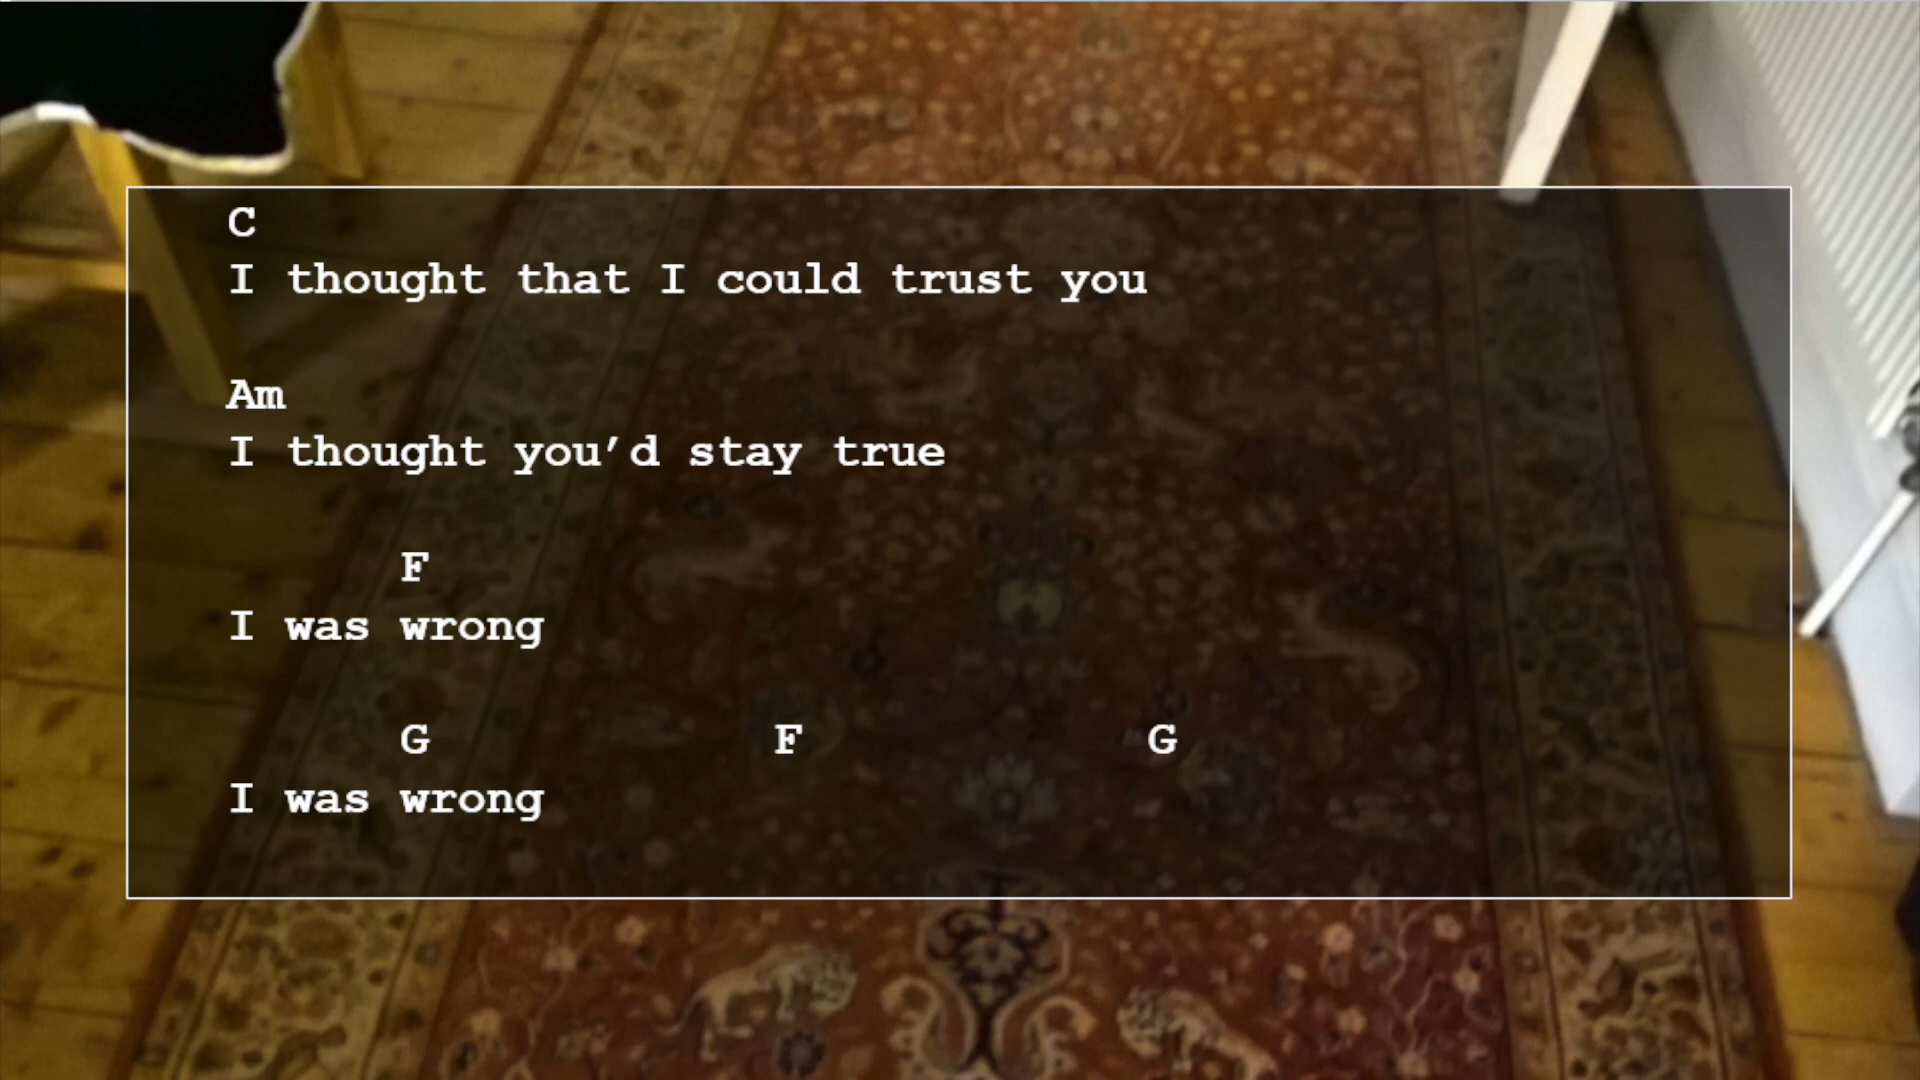 C
I thought that I could trust you
Am
I thought you’d stay true
F
I was wrong
G F G
I was wrong